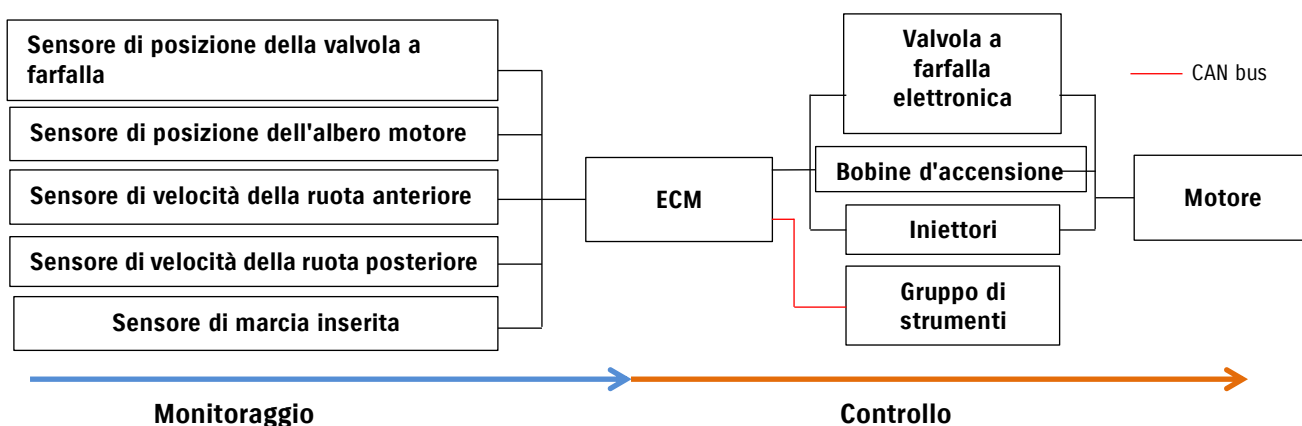 Sensore di posizione della valvola a
farfalla
Sensore di posizione dell'albero motore
Sensore di velocità della ruota anteriore
Sensore di velocità della ruota posteriore
Sensore di marcia inserita
ECM
Valvola a
farfalla
elettronica
Bobine d'accensione
Iniettori
Gruppo di
strumenti
Motore
CAN bus
Monitoraggio
Controllo